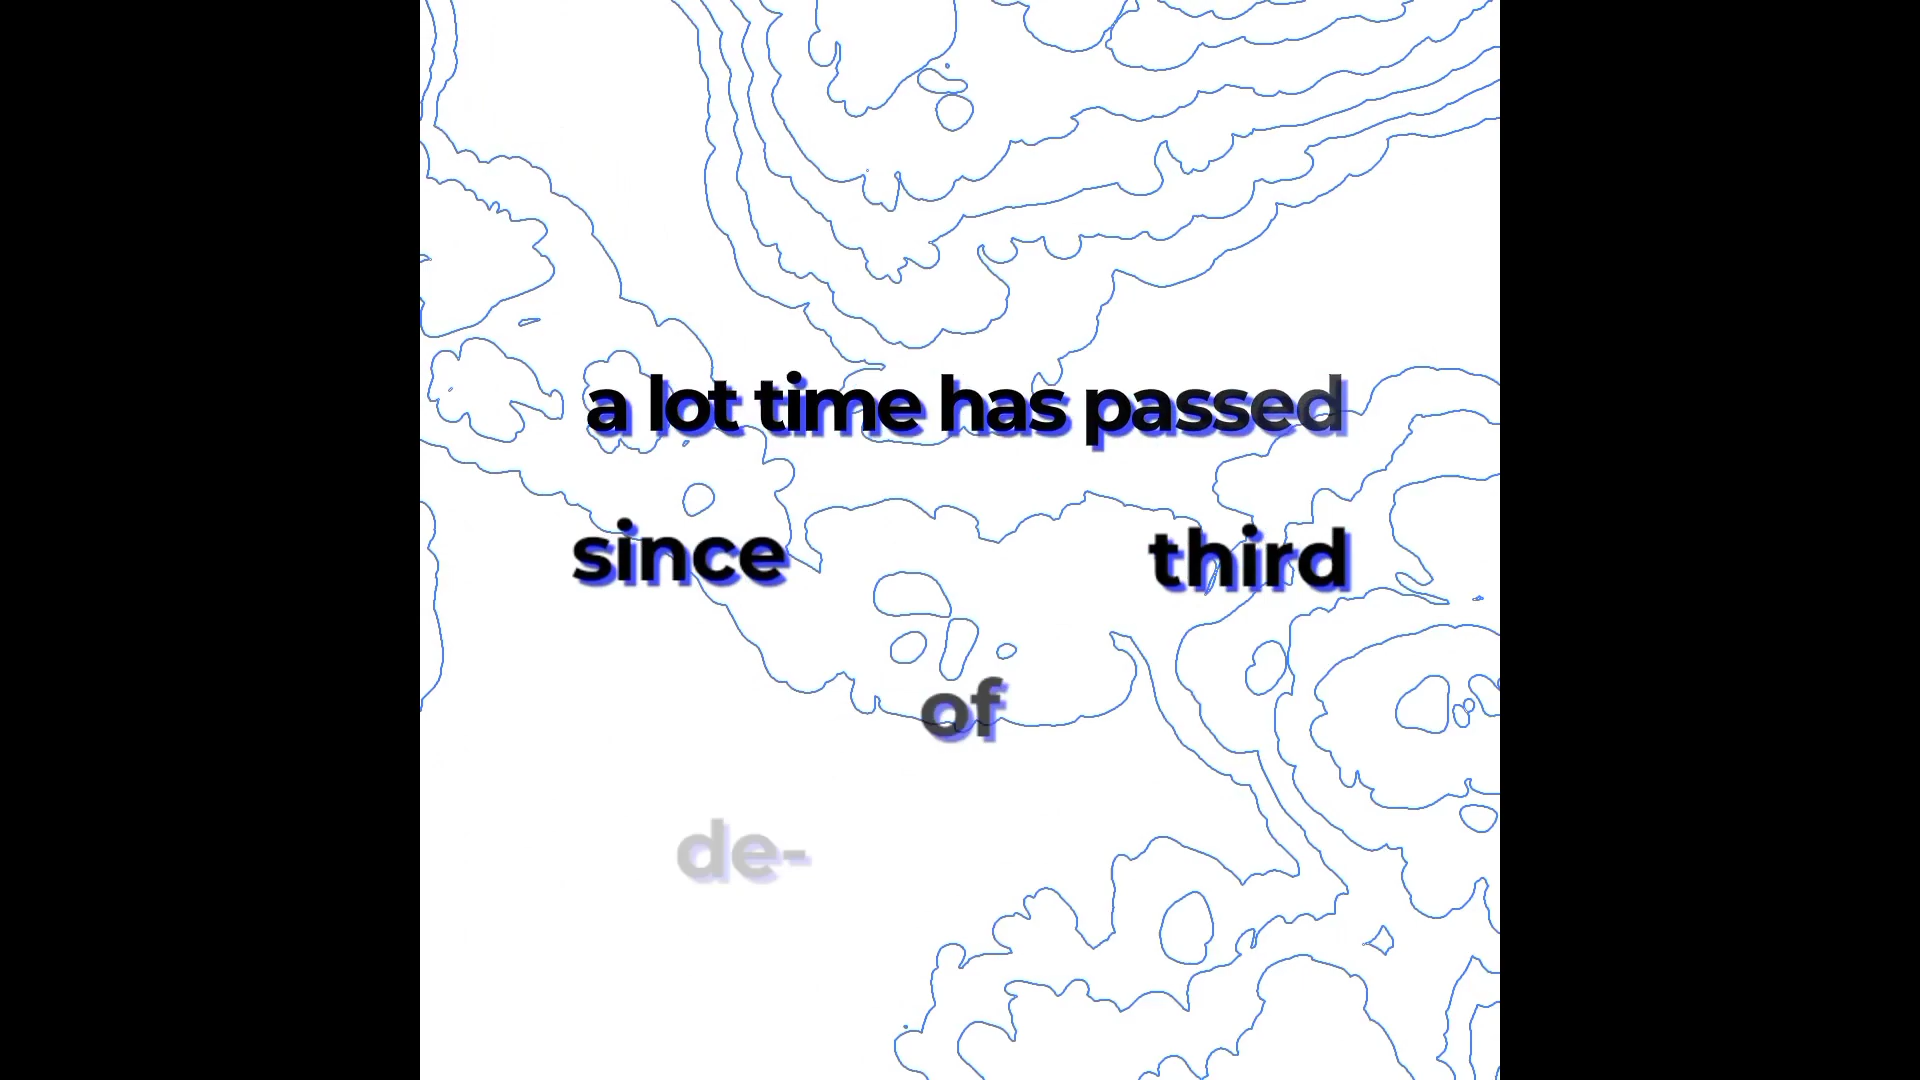 a lot time has passed
since third
of
de-